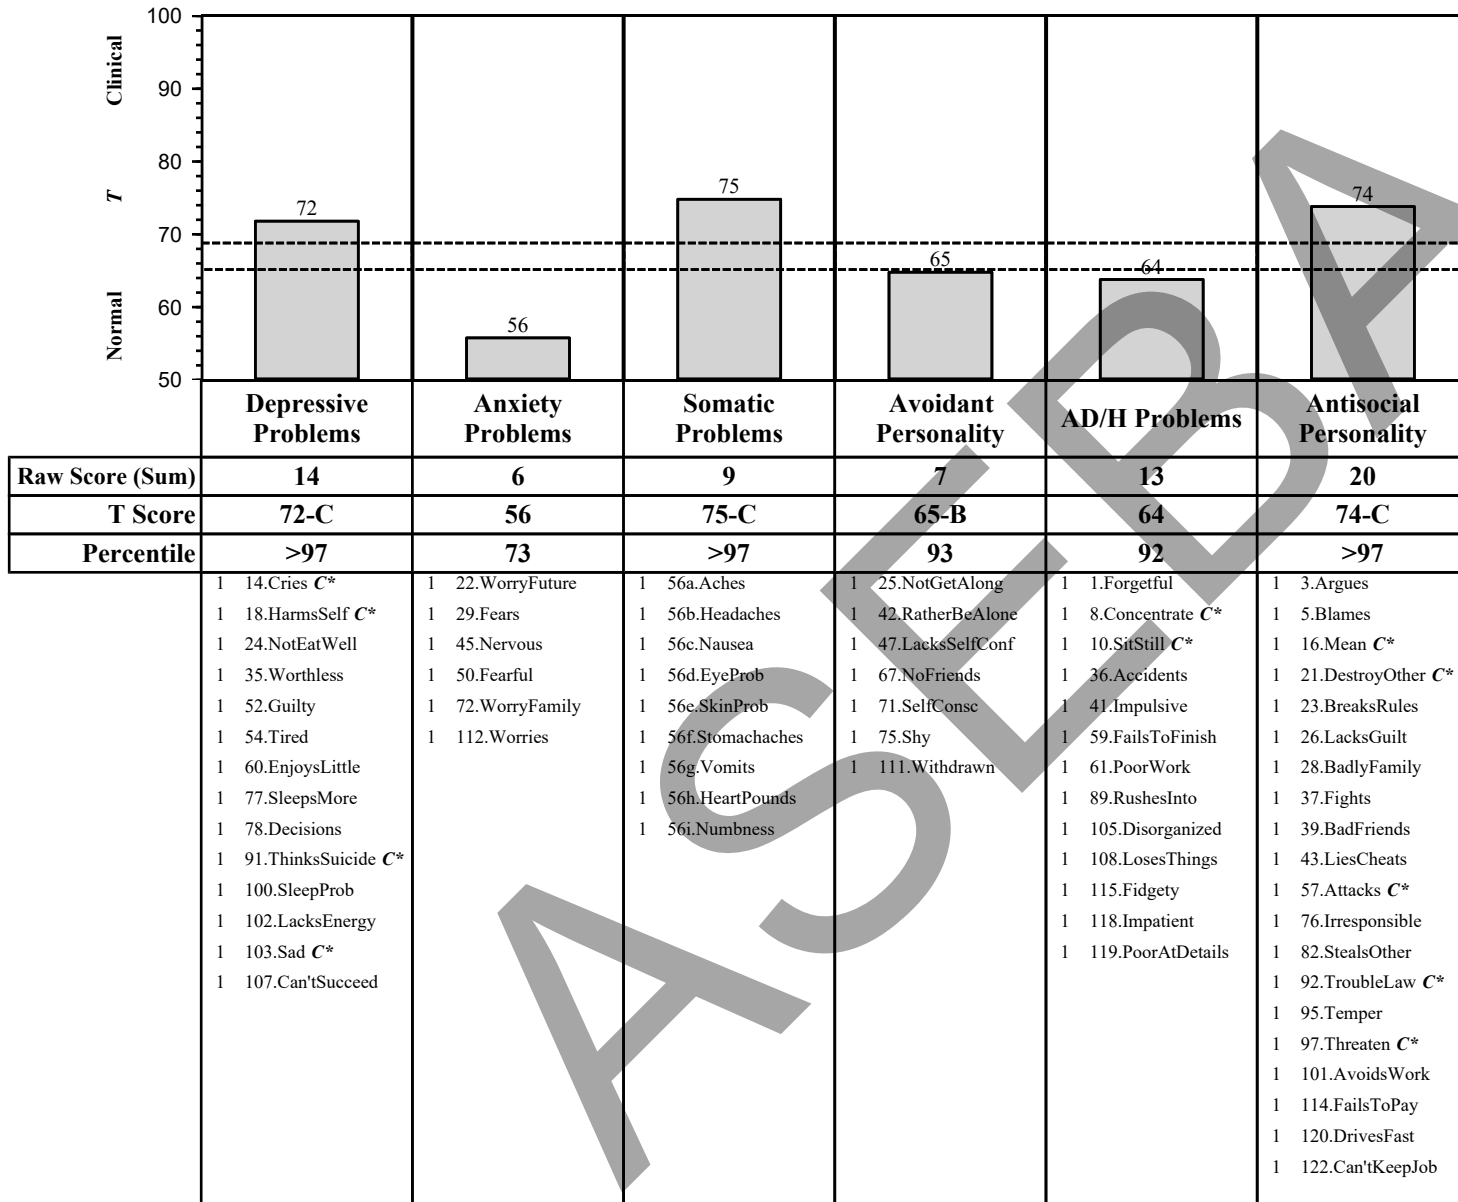 100
90
80
70
60
50
Clinical
T
Normal
72
56
75
65
64
74
Depressive Problems
Anxiety Problems
Somatic Problems
Avoidant Personality
AD/H Problems
Antisocial Personality
Raw Score (Sum) 14 6 9 7 13 20
T Score 72-C 56 75-C 65-B 64 74-C
Percentile >97 73 >97 93 92 >97
1 14.Cries C*
1 18.HarmsSelf C*
1 24.NotEatWell
1 35.Worthless
1 52.Guilty
1 54.Tired
1 60.EnjoysLittle
1 77.SleepsMore
1 78.Decisions
1 91.ThinksSuicide C*
1 100.SleepProb
1 102.LacksEnergy
1 103.Sad C*
1 107.Can'tSucceed
1 22.WorryFuture
1 29.Fears
1 45.Nervous
1 50.Fearful
1 72.WorryFamily
1 112.Worries
1 56a.Aches
1 56b.Headaches
1 56c.Nausea
1 56d.EyeProb
1 56e.SkinProb
1 56f.Stomachaches
1 56g.Vomits
1 56h.HeartPounds
1 56i.Numbness
1 25.NotGetAlong
1 42.RatherBeAlone
1 47.LacksSelfConf
1 67.NoFriends
1 71.SelfConsc
1 75.Shy
1 111.Withdrawn
1 1.Forgetful
1 8.Concentrate C*
1 10.SitStill C*
1 36.Accidents
1 41.Impulsive
1 59.FailsToFinish
1 61.PoorWork
1 89.RushesInto
1 105.Disorganized
1 108.LosesThings
1 115.Fidgety
1 118.Impatient
1 119.PoorAtDetails
1 3.Argues
1 5.Blames
1 16.Mean C*
1 21.DestroyOther C*
1 23.BreaksRules
1 26.LacksGuilt
1 28.BadlyFamily
1 37.Fights
1 39.BadFriends
1 43.LiesCheats
1 57.Attacks C*
1 76.Irresponsible
1 82.StealsOther
1 92.TroubleLaw C*
1 95.Temper
1 97.Threaten C*
1 101.AvoidsWork
1 114.FailsToPay
1 120.DrivesFast
1 122.Can'tKeepJob
ASEBA